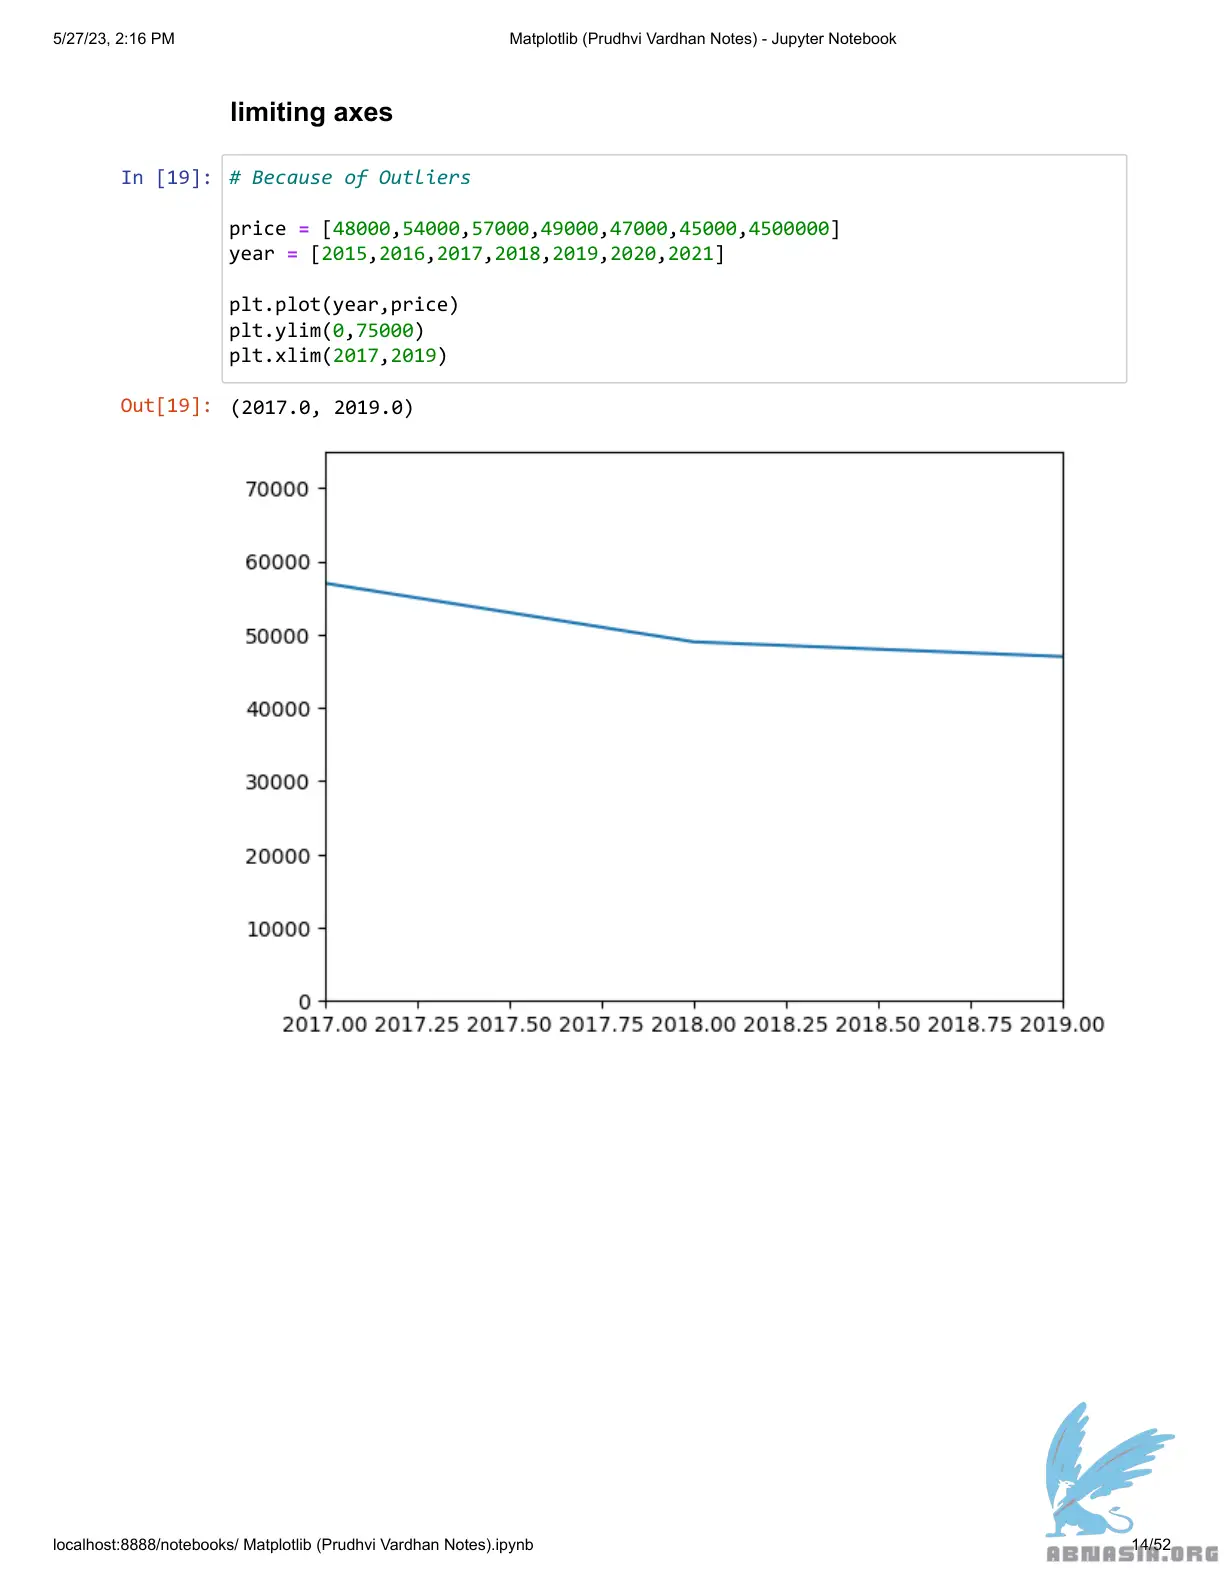 5/27/23, 2:16 PM
Matplotlib (Prudhvi Vardhan Notes) - Jupyter Notebook
limiting axes
In [19]: # Because of Outliers
price = [48000,54000,57000,49000,47000,45000,4500000]
year = [2015,2016,2017,2018,2019,2020,2021]
plt.plot(year,price)
plt.ylim(0,75000)
plt.xlim(2017,2019)
Out[19]: (2017.0, 2019.0)
70000
60000
50000
40000
30000
20000
10000
0
2017.00 2017.25 2017.50 2017.75 2018.00 2018.25 2018.50 2018.75 2019.00
localhost:8888/notebooks/ Matplotlib (Prudhvi Vardhan Notes).ipynb
14/52
ABNASIA.ORG